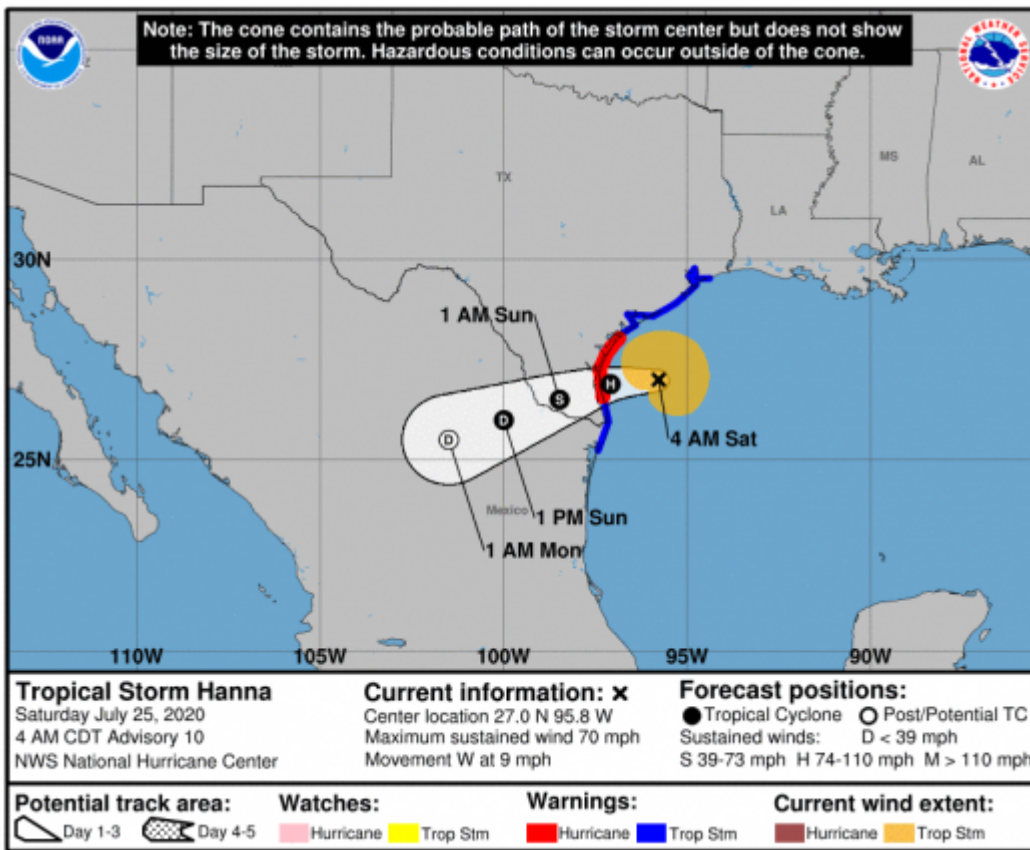 Note: The cone contains the probable path of the storm center but does not show
the size of the storm. Hazardous conditions can occur outside of the cone.
NOAA
NATIONAL WEATHER SERVICE
TX
MS
AL
LA
30N
1 AM Sun
H
S
D
4 AM Sat
D
25N
Mexico
1 PM Sun
1 AM Mon
110W
105W
100W
95W
90W
Tropical Storm Hanna
Saturday July 25, 2020
4 AM CDT Advisory 10
NWS National Hurricane Center
Current information: x
Center location 27.0 N 95.8 W
Maximum sustained wind 70 mph
Movement W at 9 mph
Forecast positions:
Tropical Cyclone Post/Potential TC
Sustained winds: D < 39 mph
S 39-73 mph H 74-110 mph M > 110 mph
Potential track area:
Day 1-3 Day 4-5
Watches:
Hurricane Trop Stm
Warnings:
Hurricane Trop Stm
Current wind extent:
Hurricane Trop Stm